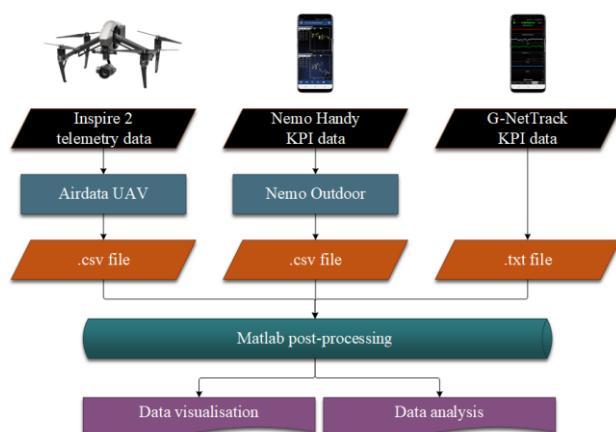 Inspire 2
telemetry data
Nemo Handy
KPI data
G-NetTrack
KPI data
Airdata UAV
Nemo Outdoor
.csv file
.csv file
.txt file
Matlab post-processing
Data visualisation
Data analysis